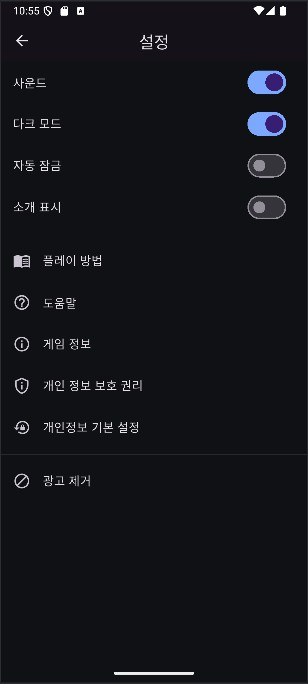 10:55
설정
사운드
다크 모드
자동 잠금
소개 표시
플레이 방법
도움말
게임 정보
개인 정보 보호 권리
개인정보 기본 설정
광고 제거